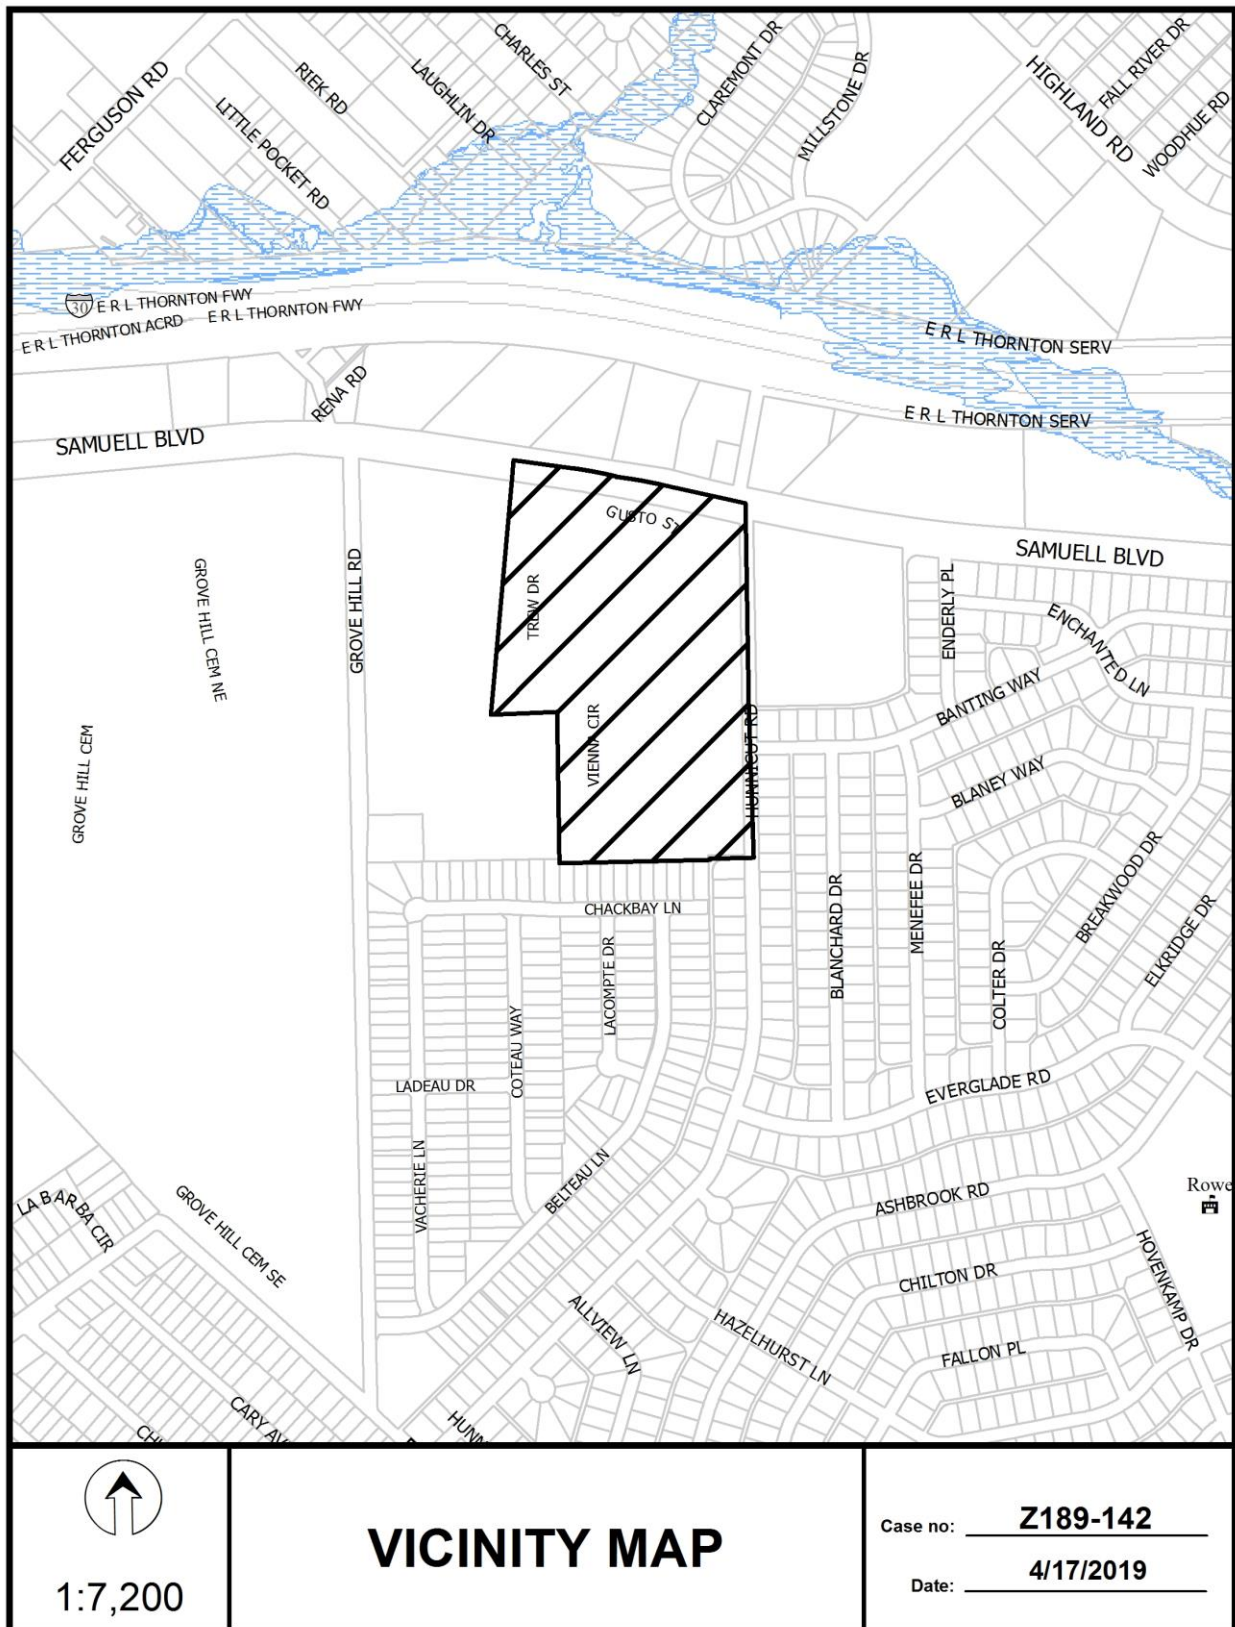 FERGUSON RD
RIEK RD
LITTLE POCKET RD
LAUGHLIN DR
CHARLES ST
CLAREMONT DR
MILLSTONE DR
HIGHLAND RD
FALL RIVER DR
WOODHUE RD
30
E R L THORNTON FWY
E R L THORNTON FWY
E R L THORNTON ACRD
E R L THORNTON SERV
E R L THORNTON SERV
RENA RD
SAMUELL BLVD
GUSTO ST
SAMUELL BLVD
GROVE HILL CEM NE
GROVE HILL RD
TREW DR
ENDERLY PL
ENCHANTED LN
BANTING WAY
GROVE HILL CEM
VIENNA CIR
HUNNICUT RD
BLANEY WAY
BREAKWOOD DR
ELKRIDGE DR
CHACKBAY LN
BLANCHARD DR
MENEFEE DR
COLTER DR
LACOMPTE DR
COTEAU WAY
LADEAU DR
EVERGLADE RD
VACHERIE LN
BELTEAU LN
ASHBROOK RD
Rowe
LA BARBA CIR
GROVE HILL CEM SE
CHILTON DR
HOVENKAMP DR
ALLVIEW LN
HAZELHURST LN
FALLON PL
CARY AV
HUNN
1:7,200
VICINITY MAP
Case no: Z189-142
Date: 4/17/2019